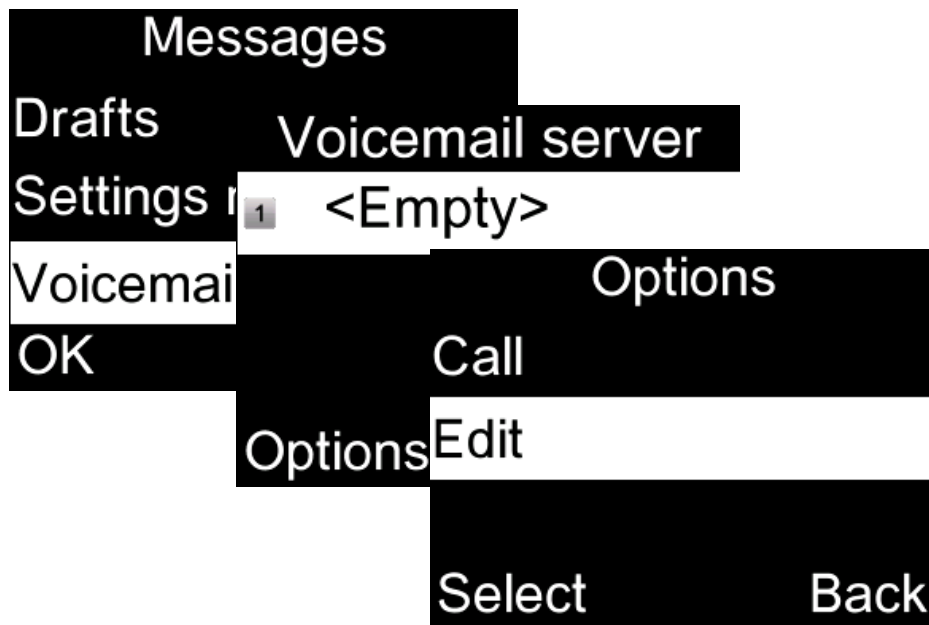 Messages
Drafts
Settings
Voicemai
OK
Voicemail server
1 <Empty>
Options
Options
Call
Edit
Select Back